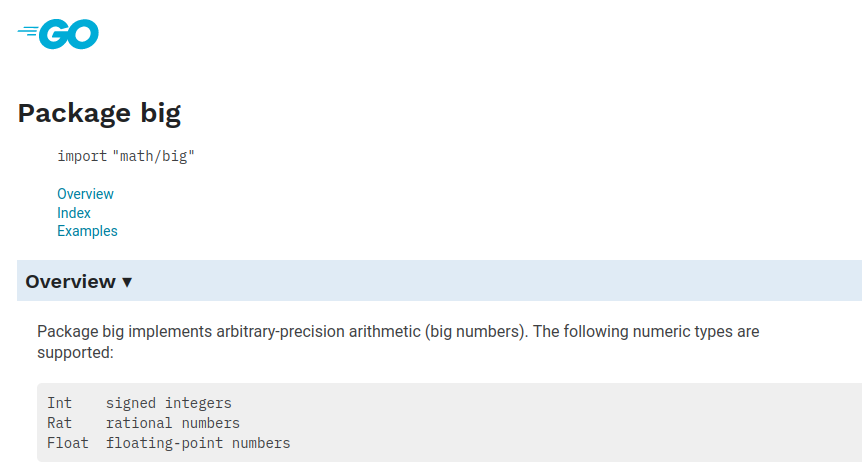 GO
Package big
import "math/big"
Overview
Index
Examples
Overview ▾
Package big implements arbitrary-precision arithmetic (big numbers). The following numeric types are
supported:
Int    signed integers
Rat    rational numbers
Float  floating-point numbers